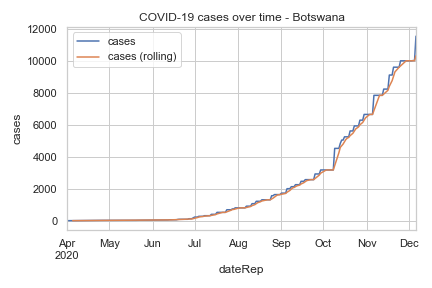 COVID-19 cases over time - Botswana
cases
cases (rolling)
12000
10000
8000
6000
4000
2000
0
cases
Apr May Jun Jul Aug Sep Oct Nov Dec
2020
dateRep